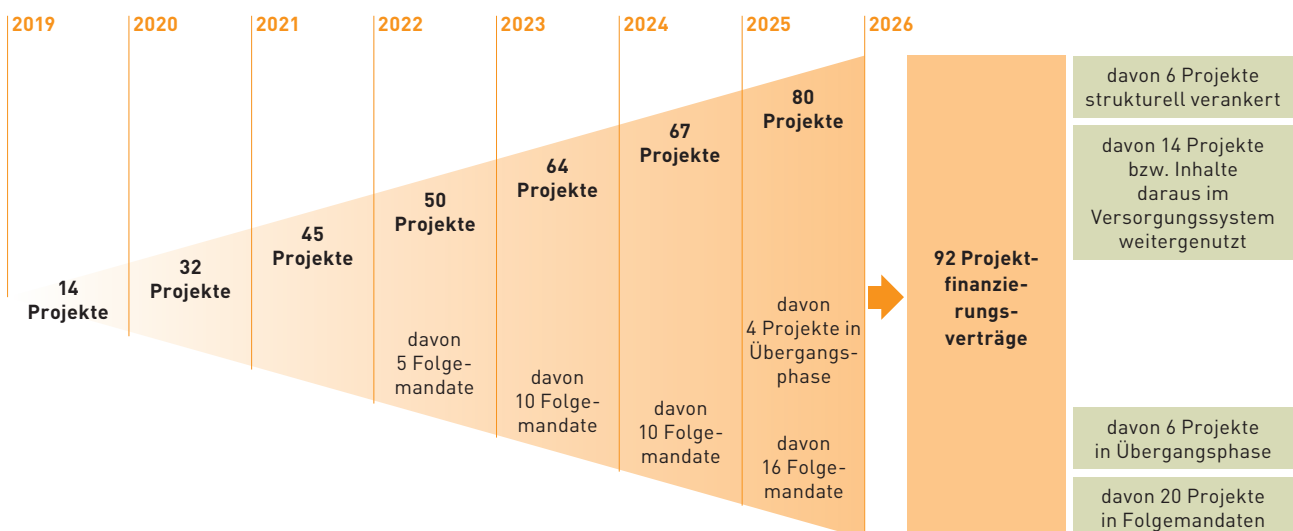 2019
2020
2021
2022
2023
2024
2025
2026
14
Projekte
32
Projekte
45
Projekte
50
Projekte
davon
5 Folge-
mandate
64
Projekte
davon
10 Folge-
mandate
67
Projekte
davon
10 Folge-
mandate
80
Projekte
davon
4 Projekte in
Übergangs-
phase
davon
16 Folge-
mandate
92 Projekt-
finanzie-
rungs-
verträge
davon 6 Projekte
strukturell verankert
davon 14 Projekte
bzw. Inhalte
daraus im
Versorgungssystem
weitergenutzt
davon 6 Projekte
in Übergangsphase
davon 20 Projekte
in Folgemandaten